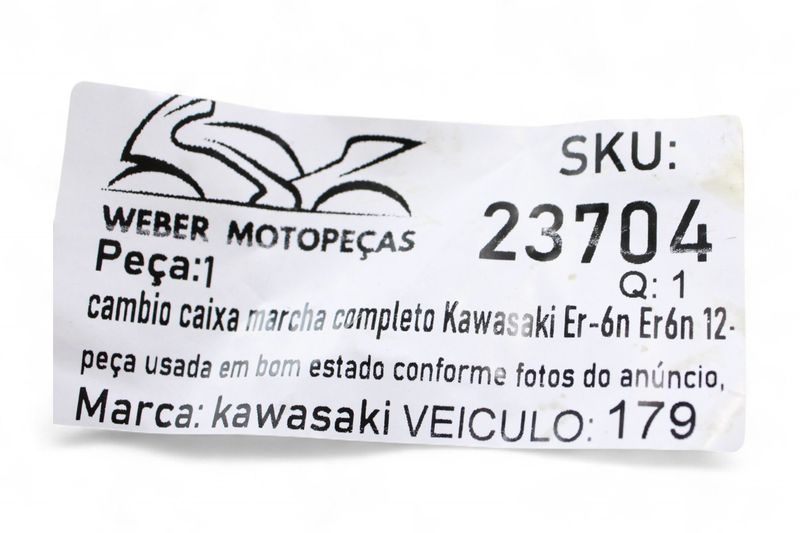 WEBER MOTOPEÇAS
SKU:
23704
Peça:1
Q: 1
cambio caixa marcha completo Kawasaki Er-6n Er6n 12-
peça usada em bom estado conforme fotos do anúncio,
Marca: kawasaki VEICULO: 179